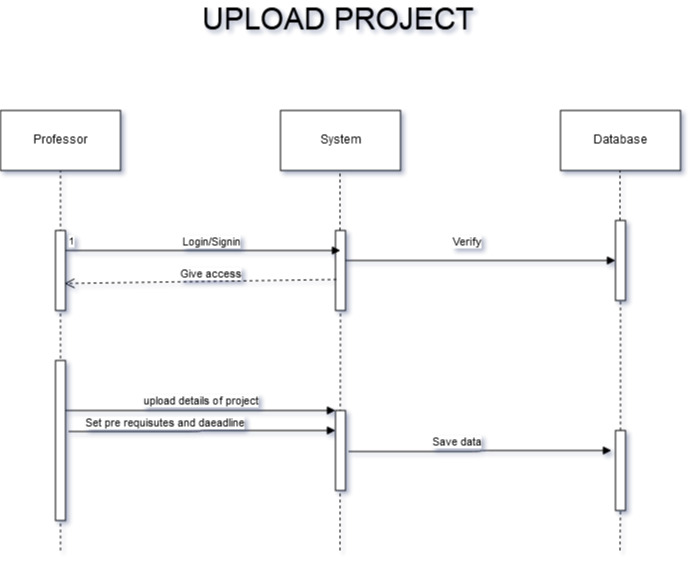 UPLOAD PROJECT
Professor
System
Database
1
Login/Signin
Verify
Give access
upload details of project
Set pre requisutes and daeadline
Save data